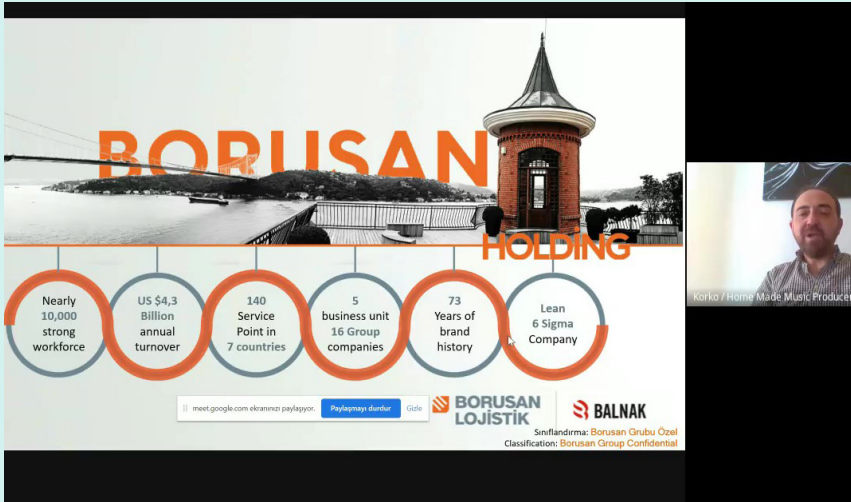 BORUSAN
HOLDİNG
Nearly
10,000
strong
workforce
US $4,3
Billion
annual
turnover
140
Service
Point in
7 countries
5
business unit
16 Group
companies
73
Years of
brand
history
Lean
6 Sigma
Company
meet.google.com ekranınızı paylaşıyor.
Paylaşmayı durdur
Gizle
BORUSAN
LOJİSTİK
BALNAK
Sınıflandırma: Borusan Grubu Özel
Classification: Borusan Group Confidential
Korko / Home Made Music Producer